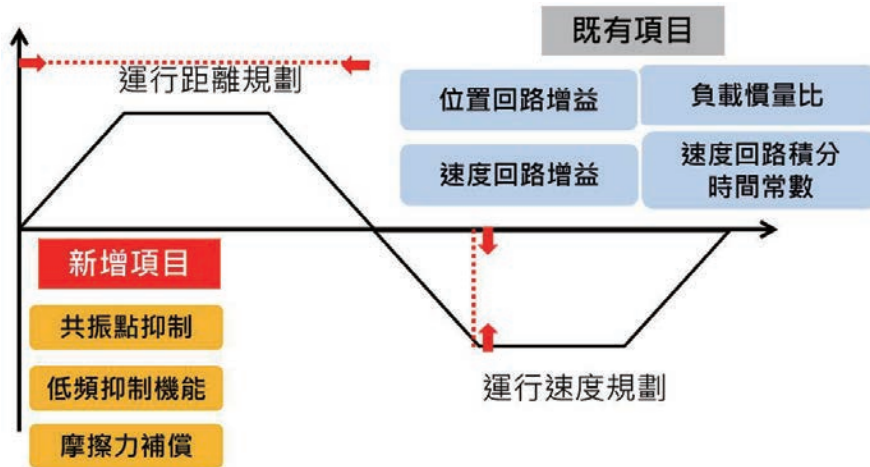 既有項目
運行距離規劃
位置回路增益
負載慣量比
速度回路增益
速度回路積分
時間常數
新增項目
共振點抑制
低頻抑制機能
運行速度規劃
摩擦力補償